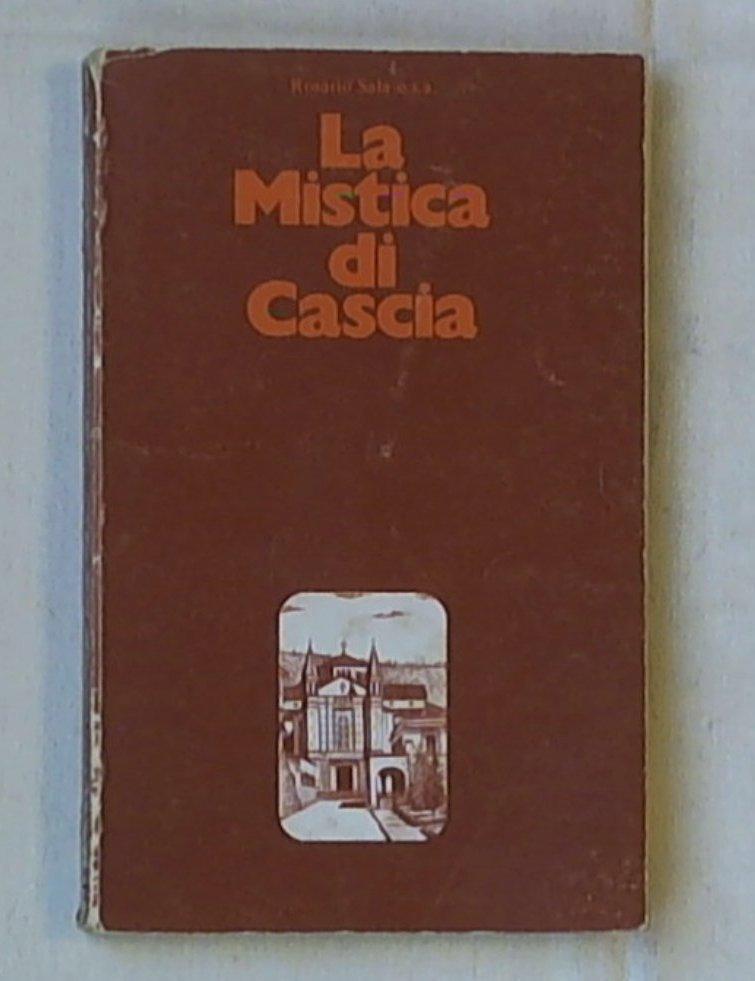 Rosario Sala o.s.a.
La
Mistica
di
Cascia